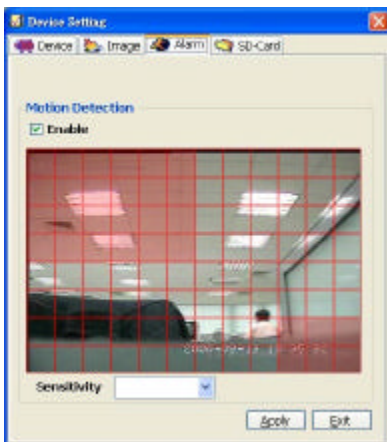 Device Setting
Device Image Alarm SD-Card
Motion Detection
Enable
Sensitivity
Apply Exit